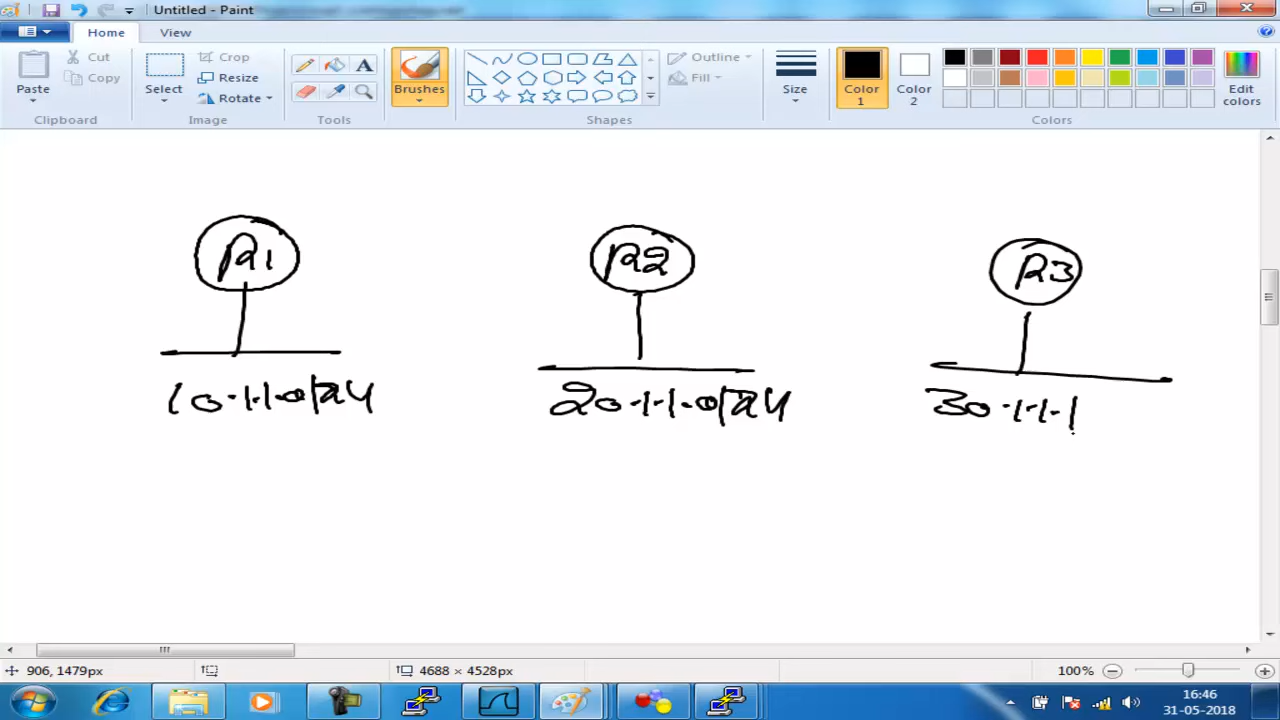 Untitled - Paint
Home View
Paste
Cut
Copy
Clipboard
Select
Crop
Resize
Rotate
Image
A
Tools
Brushes
Shapes
Outline
Fill
Size
Color 1
Color 2
Edit colors
Colors
R1 R2 R3
10.1.1.0/24 20.1.1.0/24 30.1.1.1
906, 1479px
4688 × 4528px
100%
16:46
31-05-2018